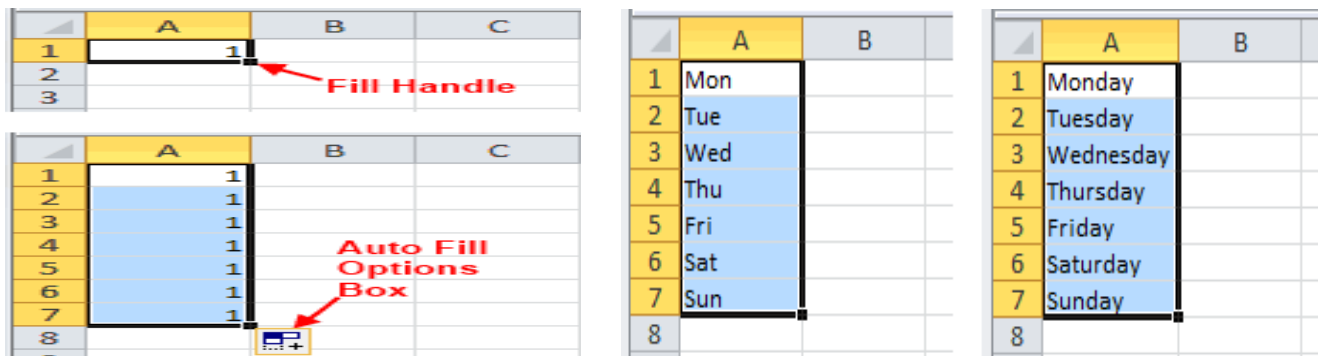 A B C
1 1
2
3
Fill Handle
A B C
1 1
2 1
3 1
4 1
5 1
6 1
7 1
8
Auto Fill
Options
Box
A B
1 Mon
2 Tue
3 Wed
4 Thu
5 Fri
6 Sat
7 Sun
8
A B
1 Monday
2 Tuesday
3 Wednesday
4 Thursday
5 Friday
6 Saturday
7 Sunday
8